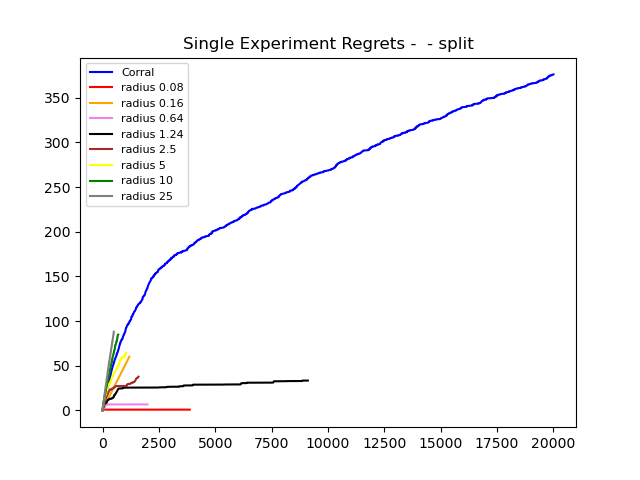 Single Experiment Regrets -  - split
Corral
radius 0.08
radius 0.16
radius 0.64
radius 1.24
radius 2.5
radius 5
radius 10
radius 25
350
300
250
200
150
100
50
0
0 2500 5000 7500 10000 12500 15000 17500 20000